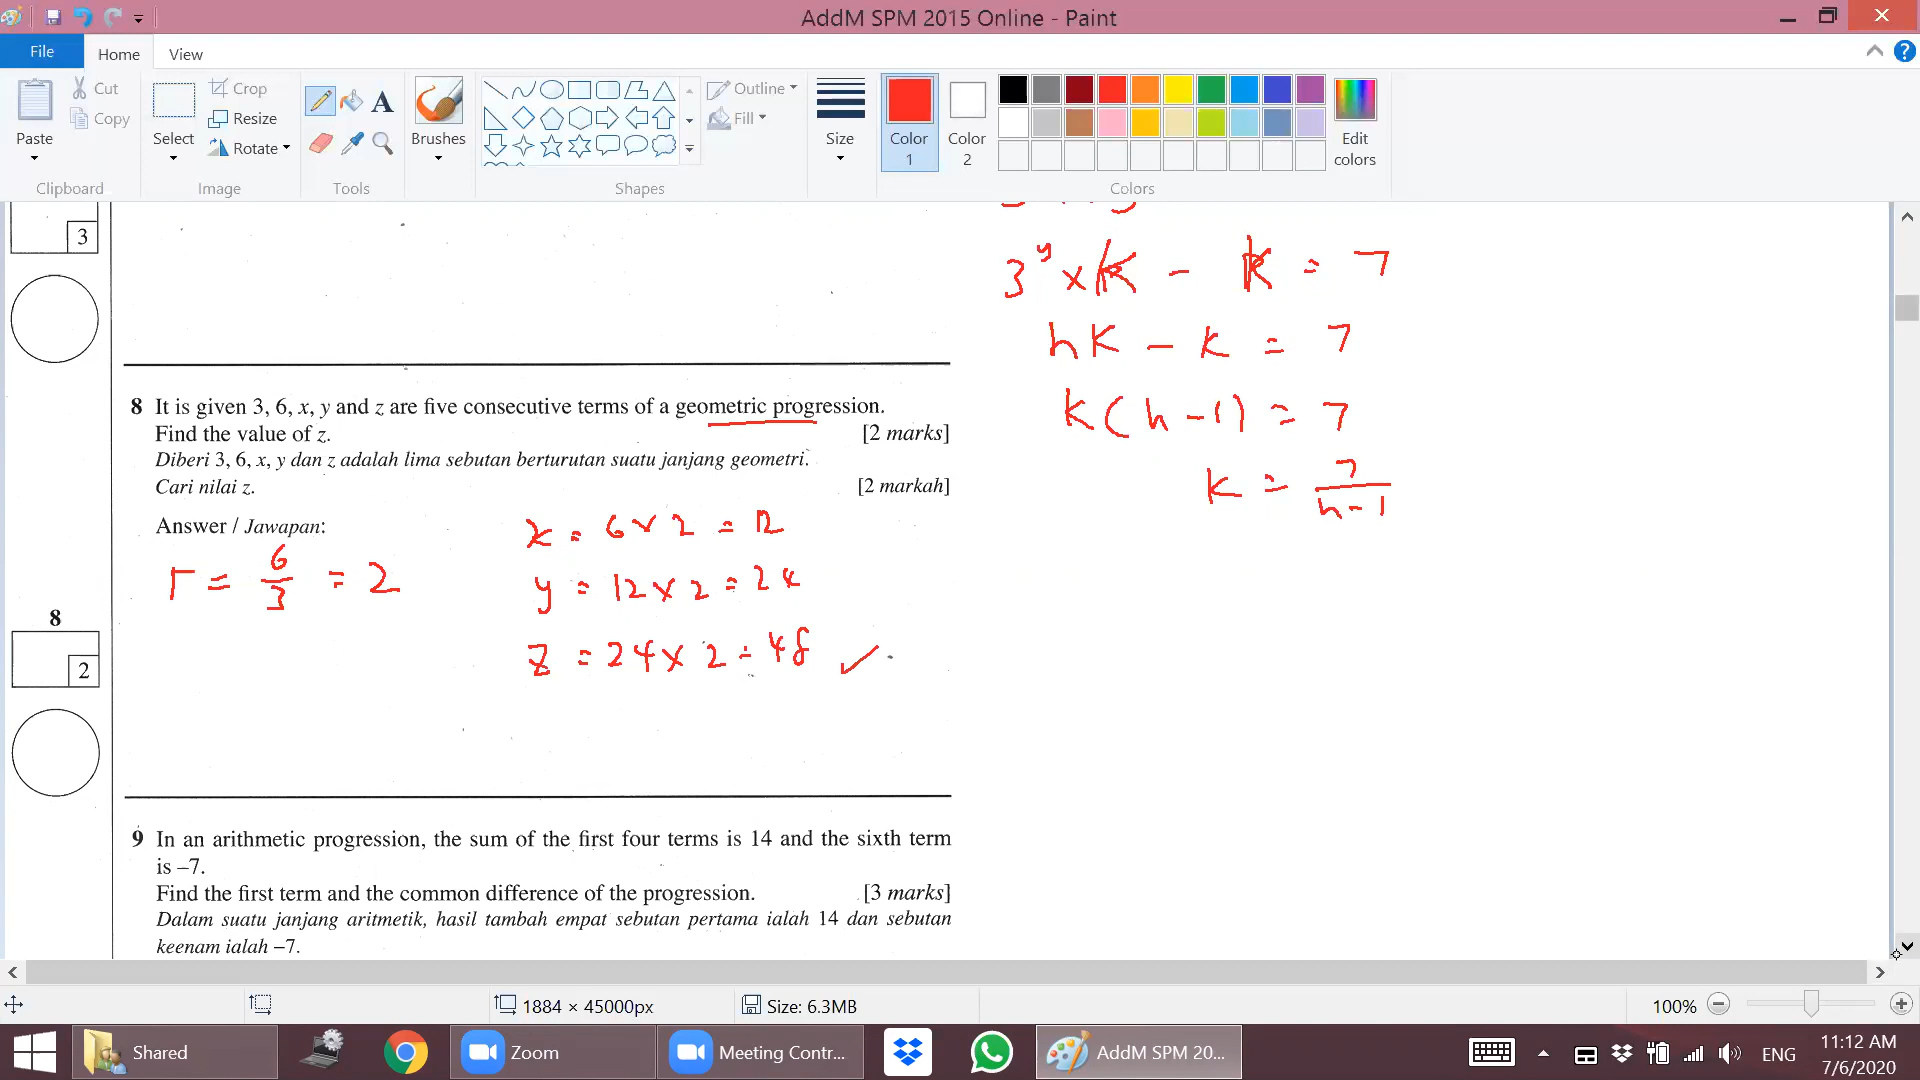 AddM SPM 2015 Online - Paint
File Home View
Paste Cut Copy Clipboard
Select Crop Resize Rotate Image
A Tools
Brushes
Outline Fill Shapes
Size
Color 1
Color 2
Edit colors
Colors
3
3^y × k - k = 7
hk - k = 7
k(h-1) = 7
k = 7/(h-1)
8 It is given 3, 6, x, y and z are five consecutive terms of a geometric progression.
Find the value of z. [2 marks]
Diberi 3, 6, x, y dan z adalah lima sebutan berturutan suatu janjang geometri.
Cari nilai z. [2 markah]
Answer / Jawapan:
r = 6/3 = 2
x = 6 × 2 = 12
y = 12 × 2 = 24
z = 24 × 2 = 48 ✓
8
2
9 In an arithmetic progression, the sum of the first four terms is 14 and the sixth term
is –7.
Find the first term and the common difference of the progression. [3 marks]
Dalam suatu janjang aritmetik, hasil tambah empat sebutan pertama ialah 14 dan sebutan
keenam ialah –7.
1884 × 45000px Size: 6.3MB 100%
Shared Zoom Meeting Contr... AddM SPM 20... ENG 11:12 AM
7/6/2020